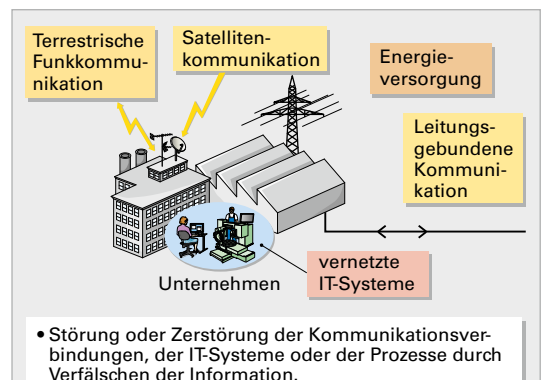 Terrestrische
Funkkommu-
nikation
Satelliten-
kommunikation
Energie-
versorgung
Leitungs-
gebundene
Kommuni-
kation
Unternehmen
vernetzte
IT-Systeme
• Störung oder Zerstörung der Kommunikationsver-
bindungen, der IT-Systeme oder der Prozesse durch
Verfälschen der Information.